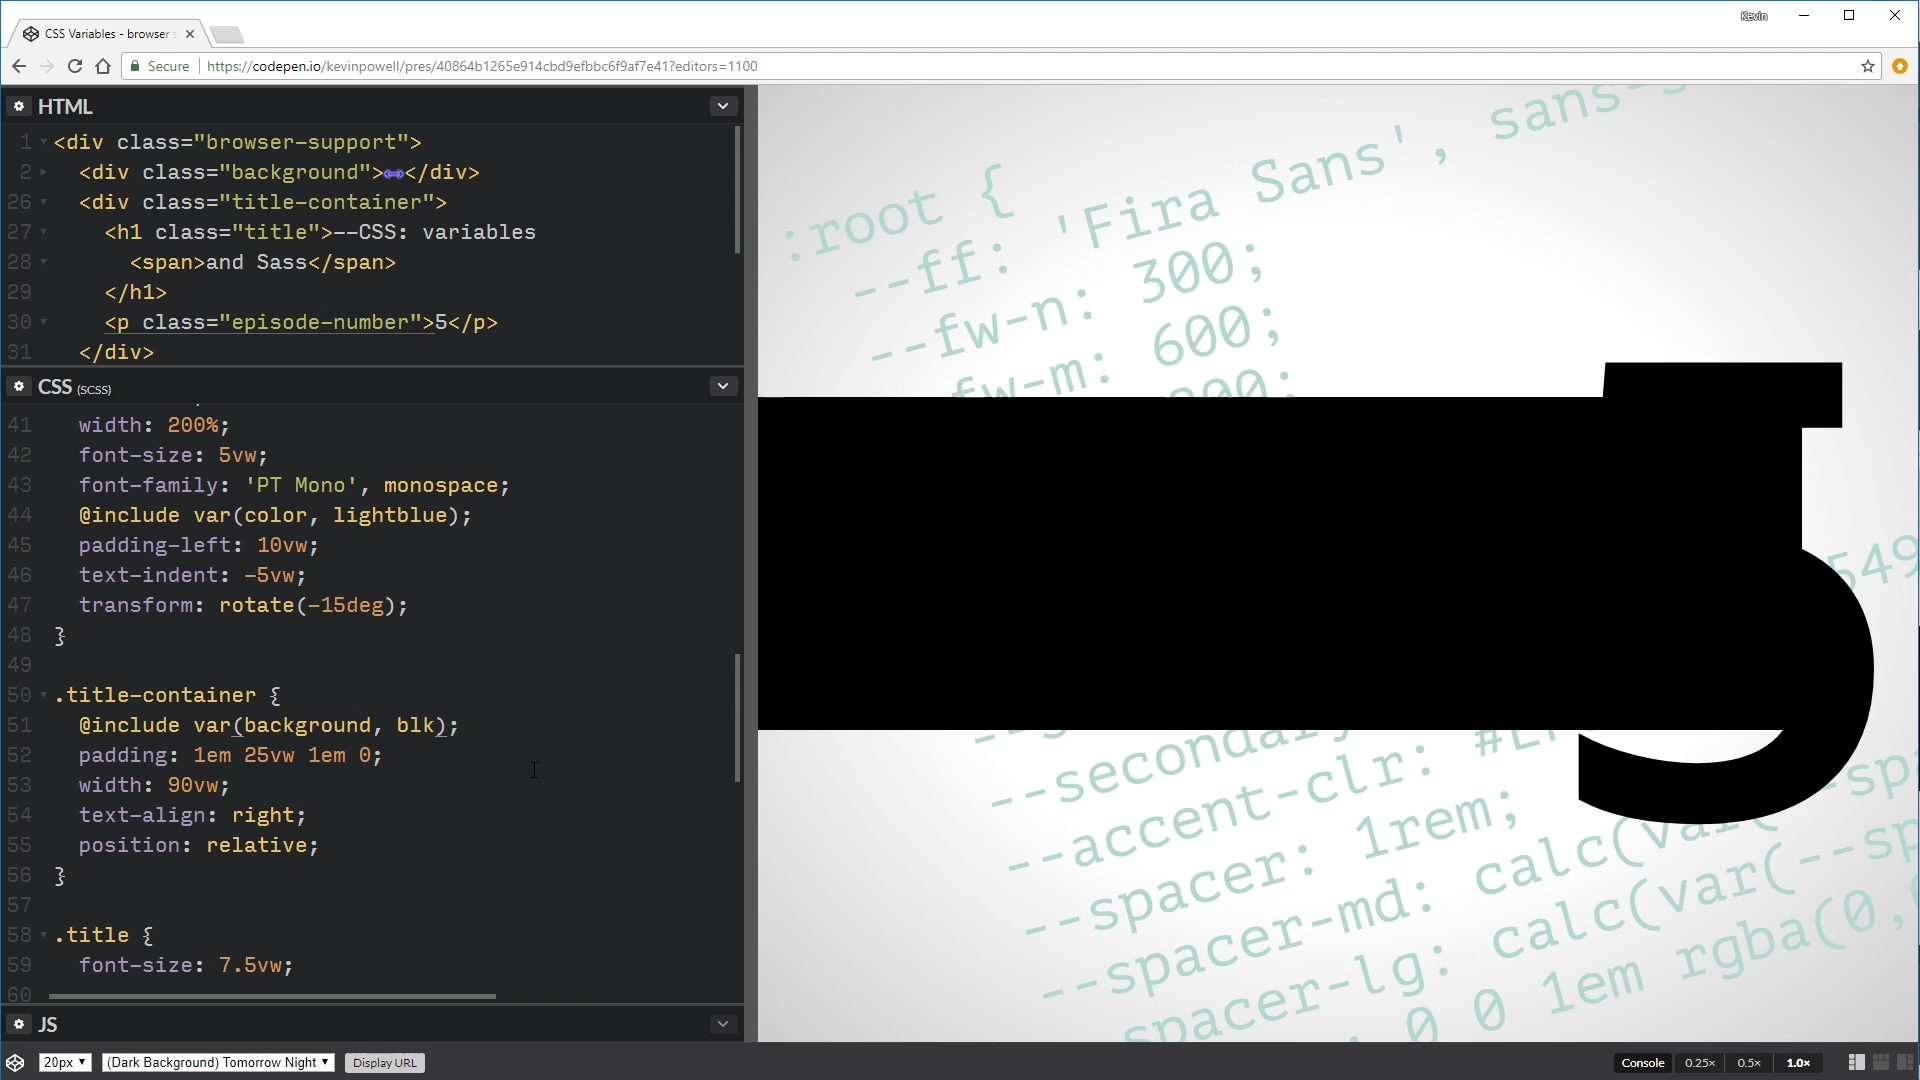 Kevin
CSS Variables - browser
Secure
https://codepen.io/kevinpowell/pres/40864b1265e914cbd9efbbc6f9af7e41?editors=1100
HTML
1 <div class="browser-support">
2 <div class="background"></div>
26 <div class="title-container">
27 <h1 class="title">--CSS: variables
28 <span>and Sass</span>
29 </h1>
30 <p class="episode-number">5</p>
31 </div>
CSS (SCSS)
41 width: 200%;
42 font-size: 5vw;
43 font-family: 'PT Mono', monospace;
44 @include var(color, lightblue);
45 padding-left: 10vw;
46 text-indent: -5vw;
47 transform: rotate(-15deg);
48 }
49
50 .title-container {
51 @include var(background, blk);
52 padding: 1em 25vw 1em 0;
53 width: 90vw;
54 text-align: right;
55 position: relative;
56 }
57
58 .title {
59 font-size: 7.5vw;
60
JS
20px
(Dark Background) Tomorrow Night
Display URL
:root {
--ff: 'Fira Sans', sans-s
--fw-n: 300;
fw-m: 600;
5
549
--secondary
--accent-clr: #
--spacer: 1rem;
--spacer-md: calc(var(--spa
--spacer-lg: calc(var(--sp
0 0 1em rgba(0,
Console
0.25×
0.5×
1.0×